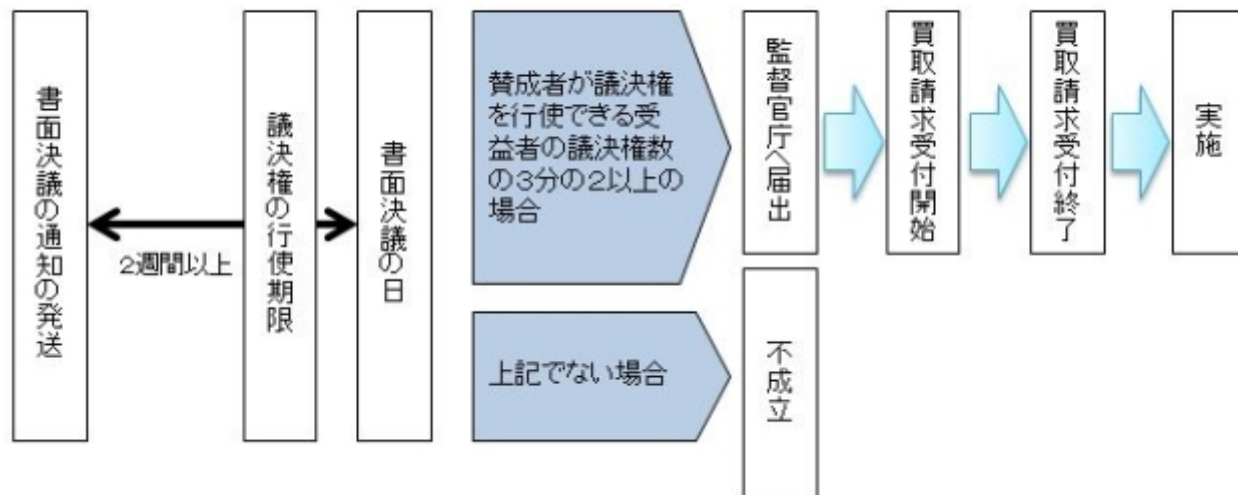 書面決議の通知の発送
2週間以上
議決権の行使期限
書面決議の日
賛成者が議決権
を行使できる受
益者の議決権数
の3分の2以上の
場合
監督官庁へ届出
買取請求受付開始
買取請求受付終了
実施
上記でない場合
不成立